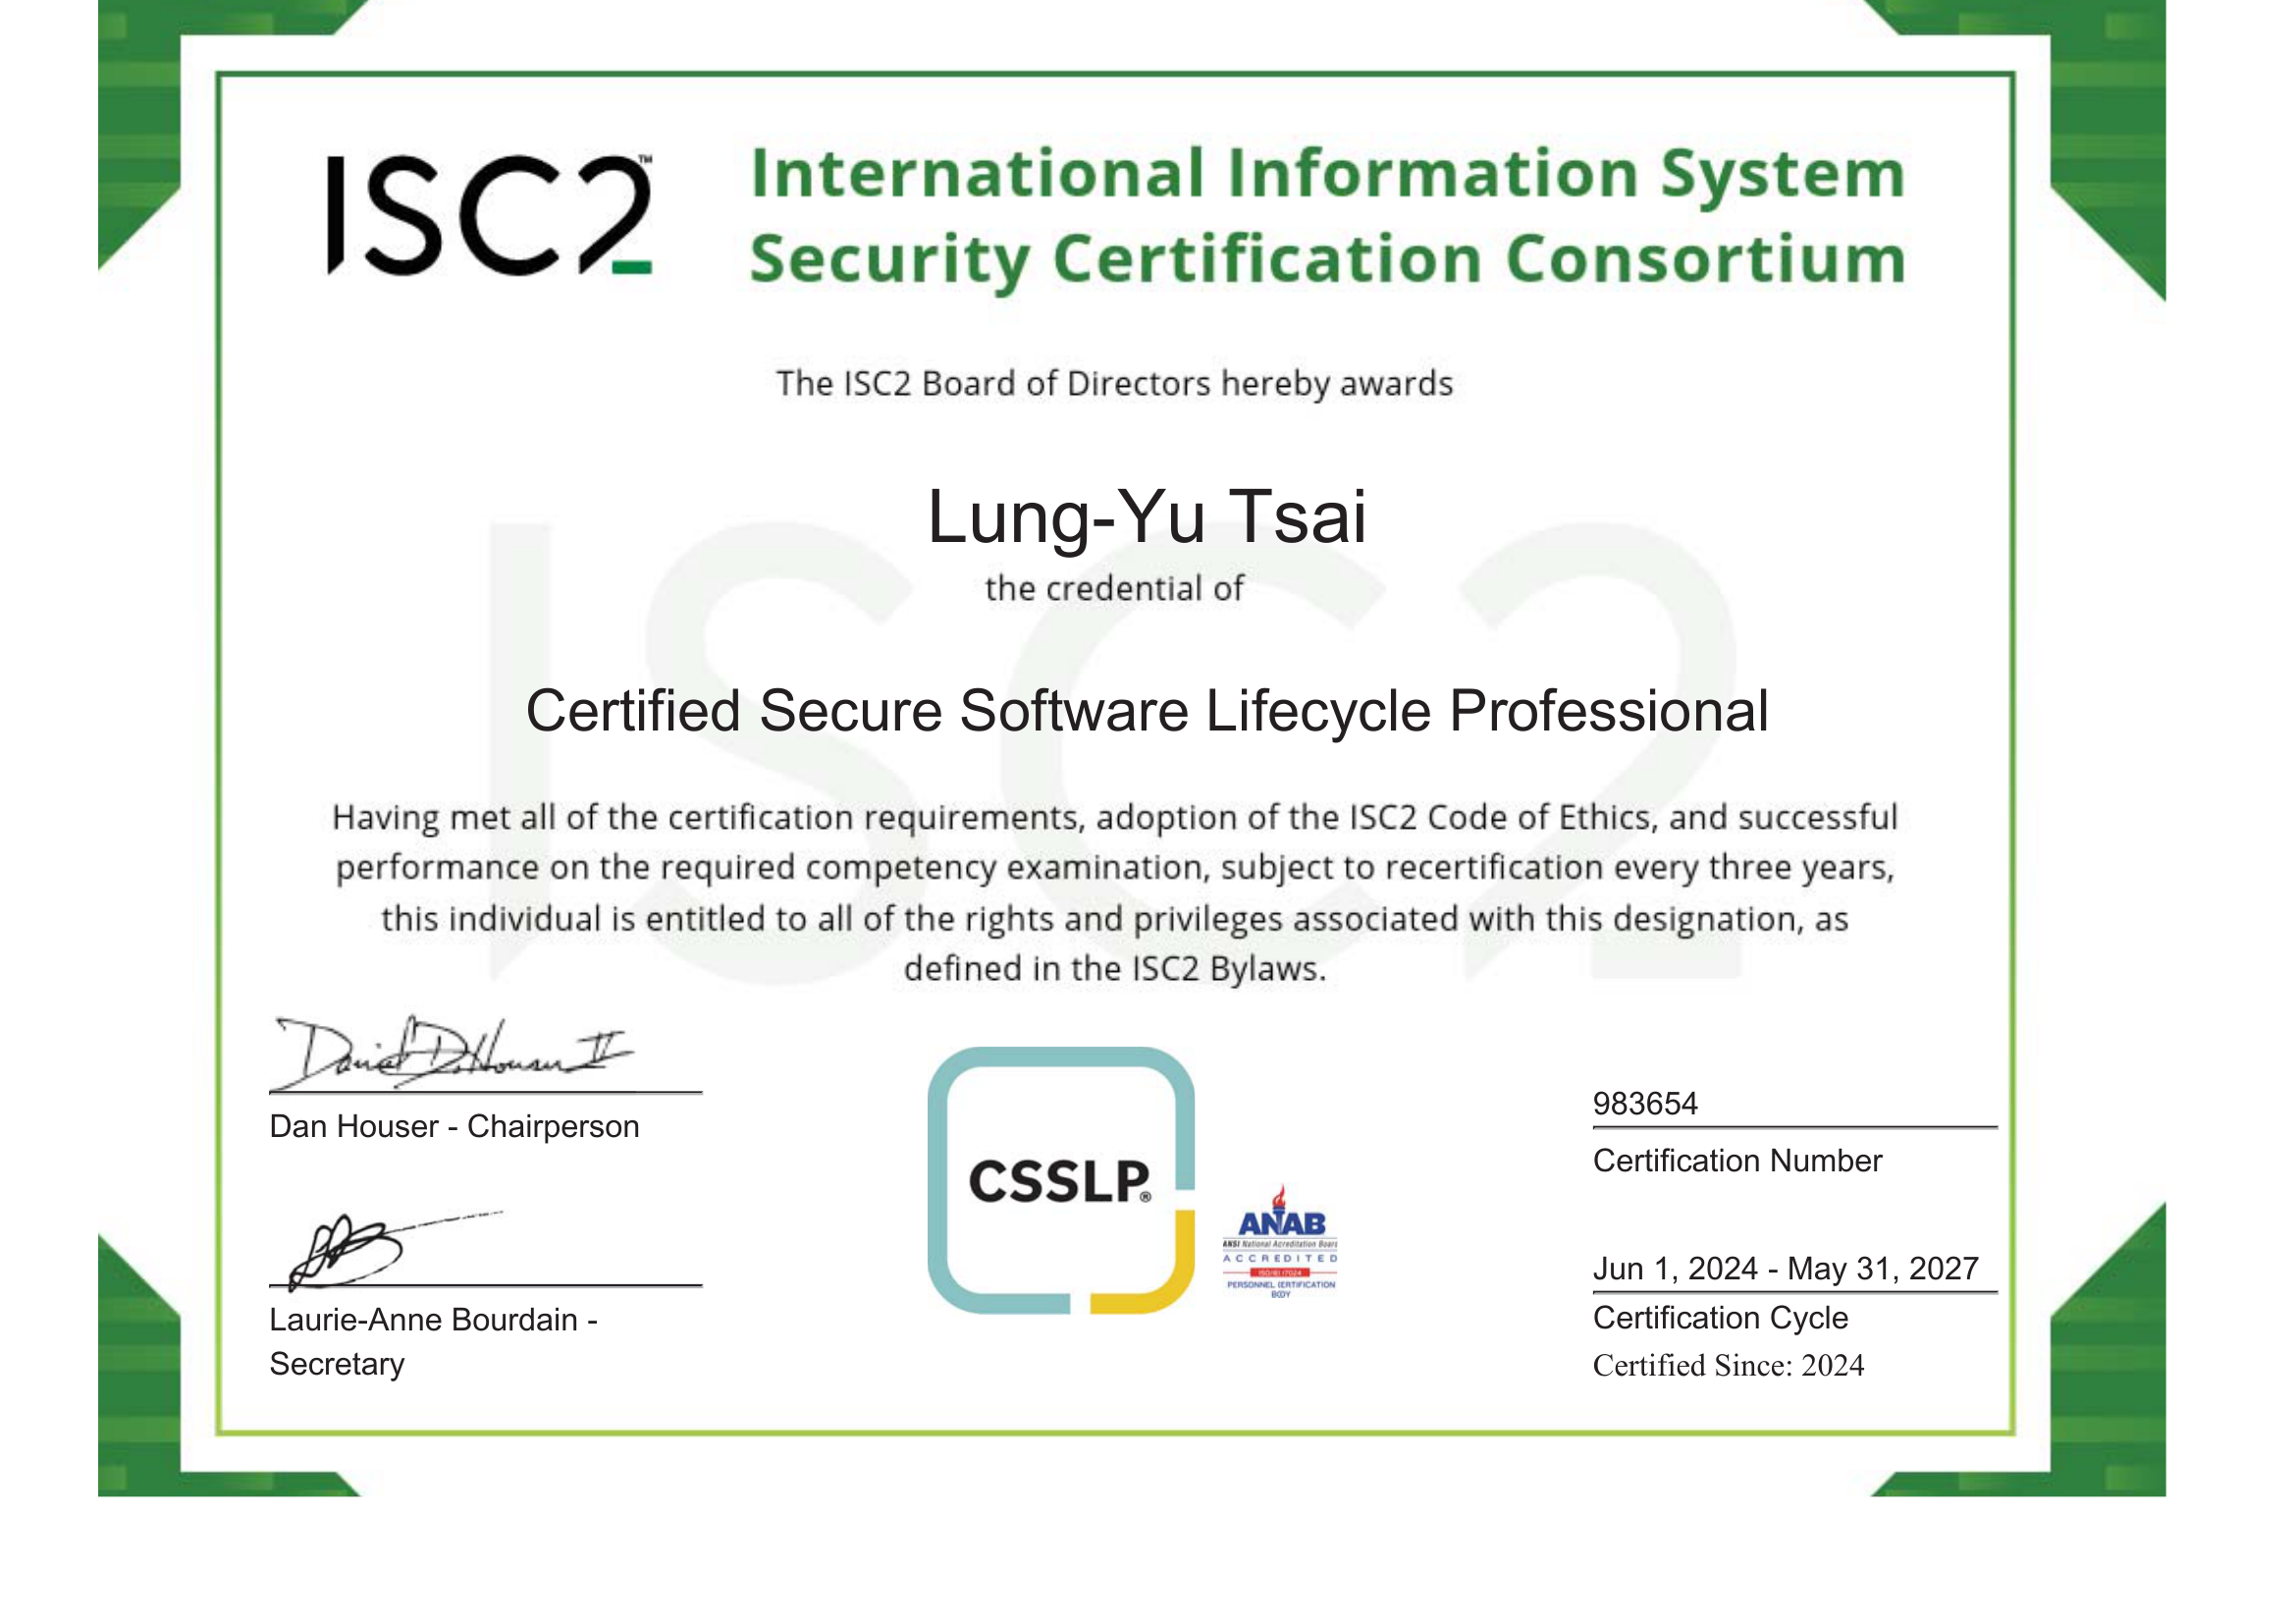 ISC2™
International Information System
Security Certification Consortium
The ISC2 Board of Directors hereby awards
Lung-Yu Tsai
the credential of
Certified Secure Software Lifecycle Professional
Having met all of the certification requirements, adoption of the ISC2 Code of Ethics, and successful
performance on the required competency examination, subject to recertification every three years,
this individual is entitled to all of the rights and privileges associated with this designation, as
defined in the ISC2 Bylaws.
Daniel D. Houser II
Dan Houser - Chairperson
Laurie-Anne Bourdain -
Secretary
CSSLP®
ANAB
ANSI National Accreditation Board
ACCREDITED
ISO/IEC 17024
PERSONNEL CERTIFICATION
BODY
983654
Certification Number
Jun 1, 2024 - May 31, 2027
Certification Cycle
Certified Since: 2024